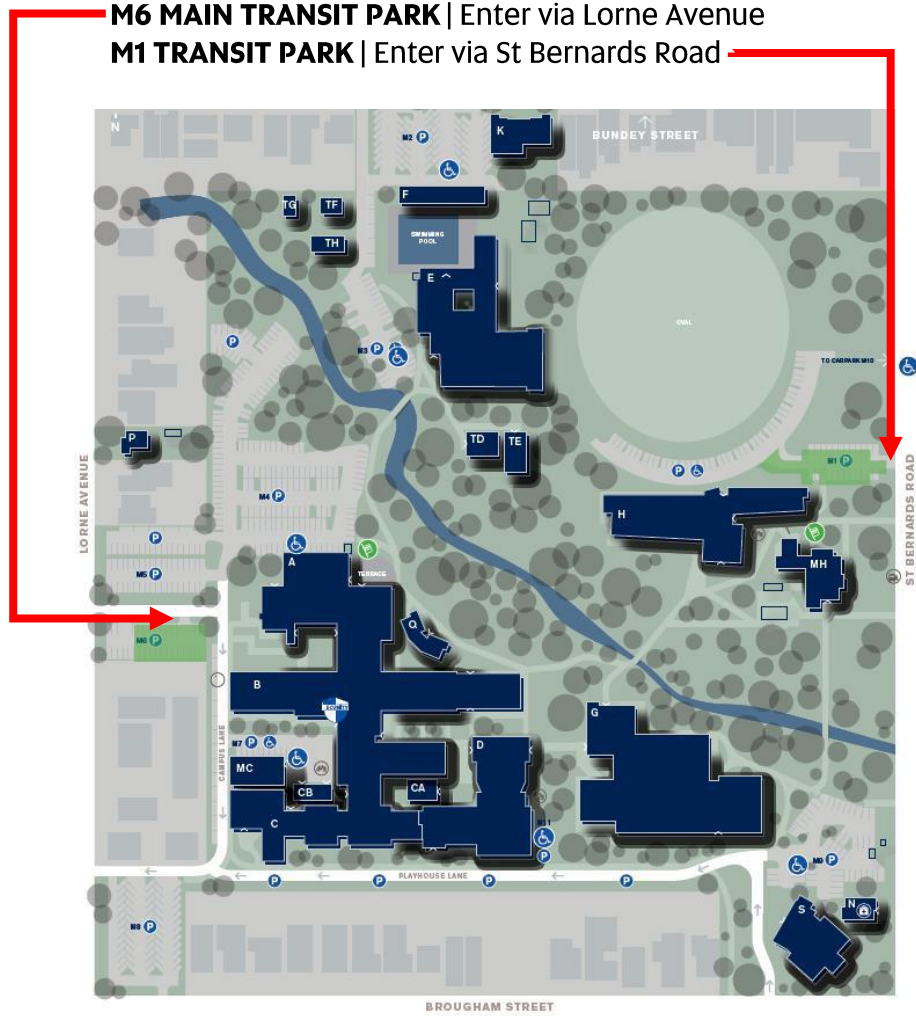 M6 MAIN TRANSIT PARK | Enter via Lorne Avenue
M1 TRANSIT PARK | Enter via St Bernards Road
N
M2 P
K
BUNDEY STREET
F
TG
TF
TH
SWIMMING
POOL
E
OVAL
P
M3 P
TO CARPARK M10
P
TD
TE
P
M1 P
LORNE AVENUE
ST BERNARDS ROAD
M4 P
H
P
A
MH
M5 P
TERRACE
Q
M6 P
B
SECURITY
G
CAMPUS LANE
M7 P
D
MC
CB
CA
C
M11
P
M9 P
PLAYHOUSE LANE
P
P
P
P
N
S
M8 P
BROUGHAM STREET